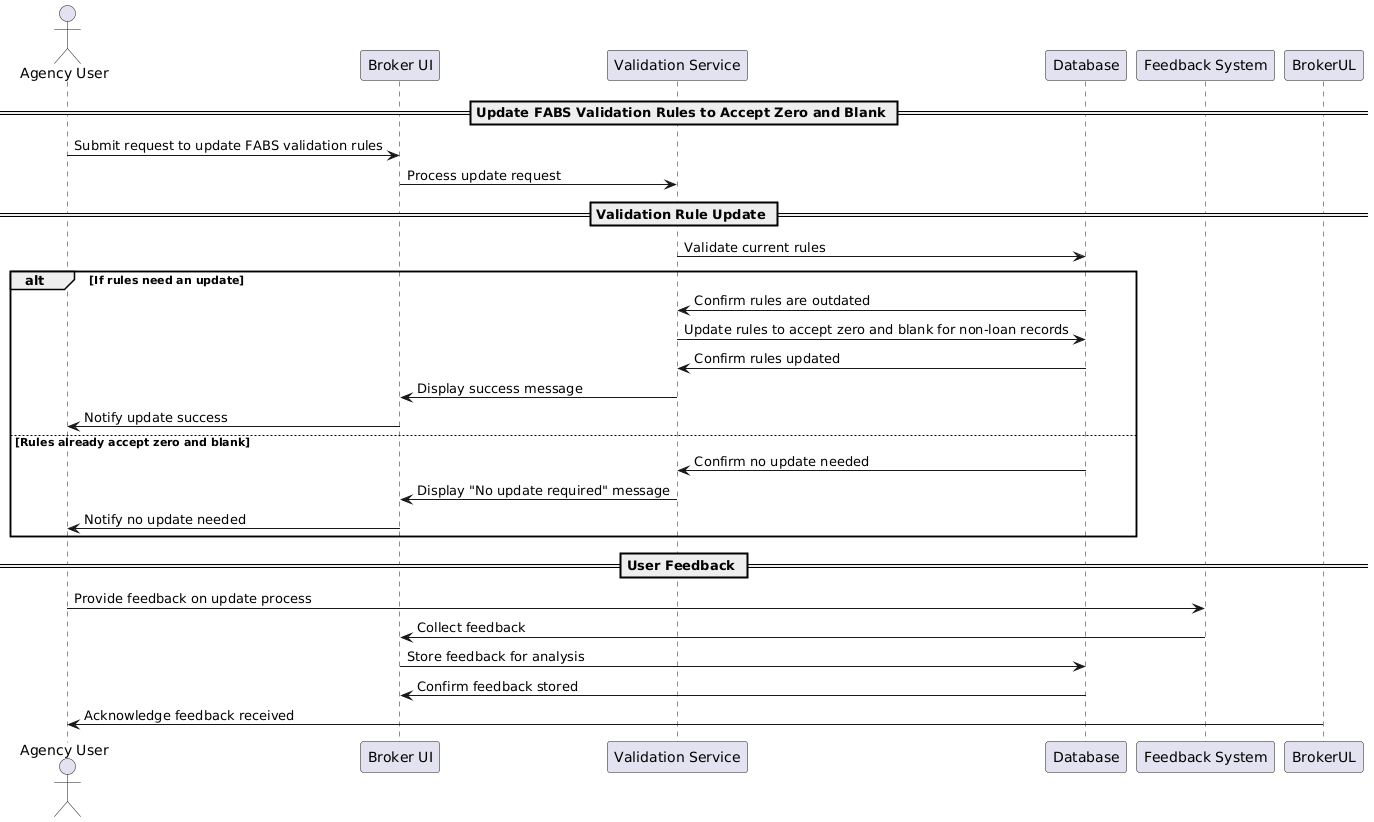 Agency User
Broker UI
Validation Service
Database
Feedback System
BrokerUL
Update FABS Validation Rules to Accept Zero and Blank
Submit request to update FABS validation rules
Process update request
Validation Rule Update
Validate current rules
alt
[If rules need an update]
Confirm rules are outdated
Update rules to accept zero and blank for non-loan records
Confirm rules updated
Display success message
Notify update success
[Rules already accept zero and blank]
Confirm no update needed
Display "No update required" message
Notify no update needed
User Feedback
Provide feedback on update process
Collect feedback
Store feedback for analysis
Confirm feedback stored
Acknowledge feedback received
Agency User
Broker UI
Validation Service
Database
Feedback System
BrokerUL